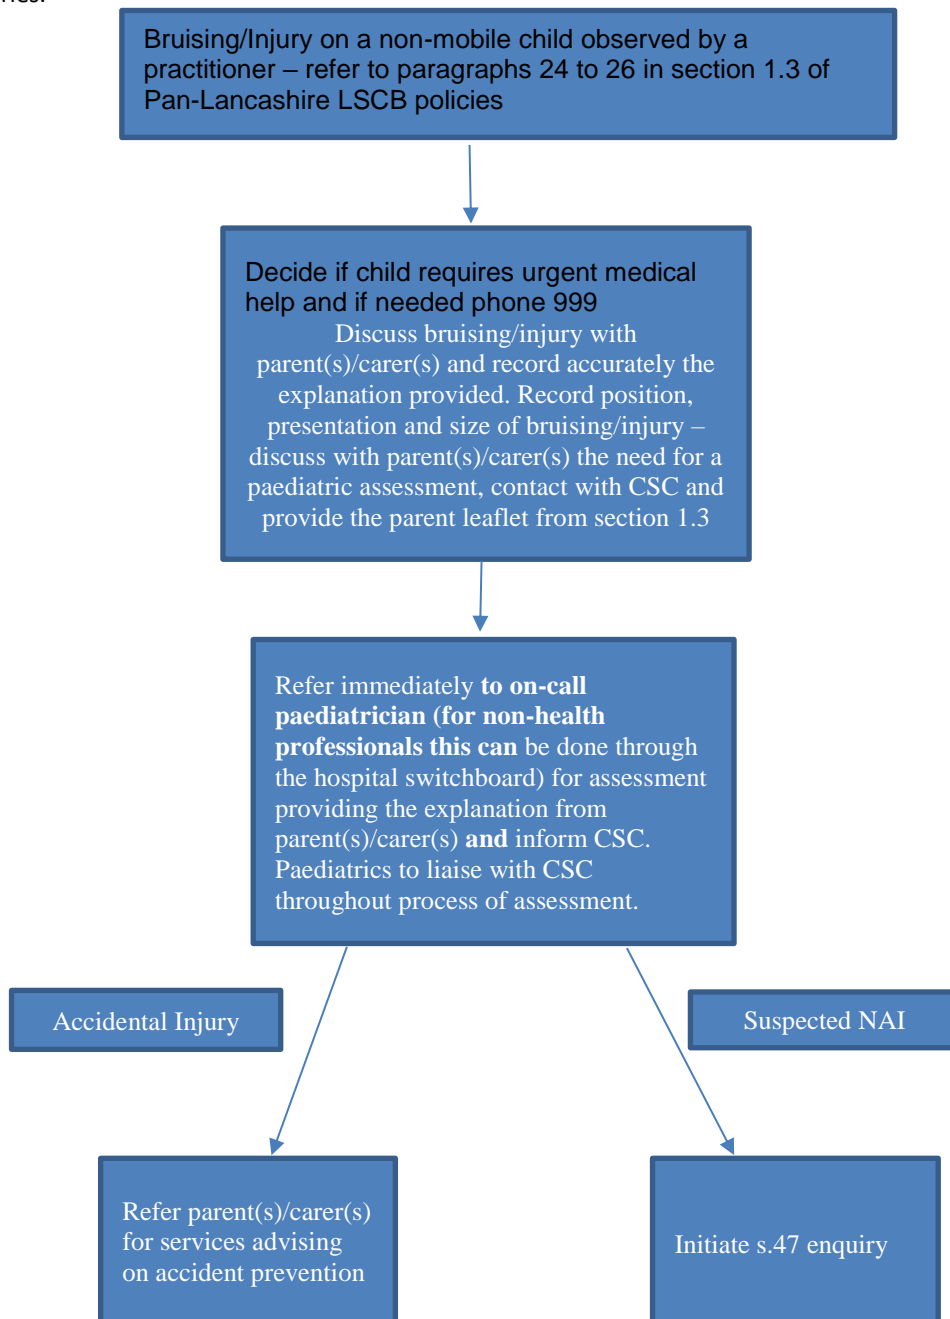 Bruising/Injury on a non-mobile child observed by a
practitioner – refer to paragraphs 24 to 26 in section 1.3 of
Pan-Lancashire LSCB policies
Decide if child requires urgent medical
help and if needed phone 999
Discuss bruising/injury with
parent(s)/carer(s) and record accurately the
explanation provided. Record position,
presentation and size of bruising/injury –
discuss with parent(s)/carer(s) the need for a
paediatric assessment, contact with CSC and
provide the parent leaflet from section 1.3
Refer immediately to on-call
paediatrician (for non-health
professionals this can be done through
the hospital switchboard) for assessment
providing the explanation from
parent(s)/carer(s) and inform CSC.
Paediatrics to liaise with CSC
throughout process of assessment.
Accidental Injury
Suspected NAI
Refer parent(s)/carer(s)
for services advising
on accident prevention
Initiate s.47 enquiry